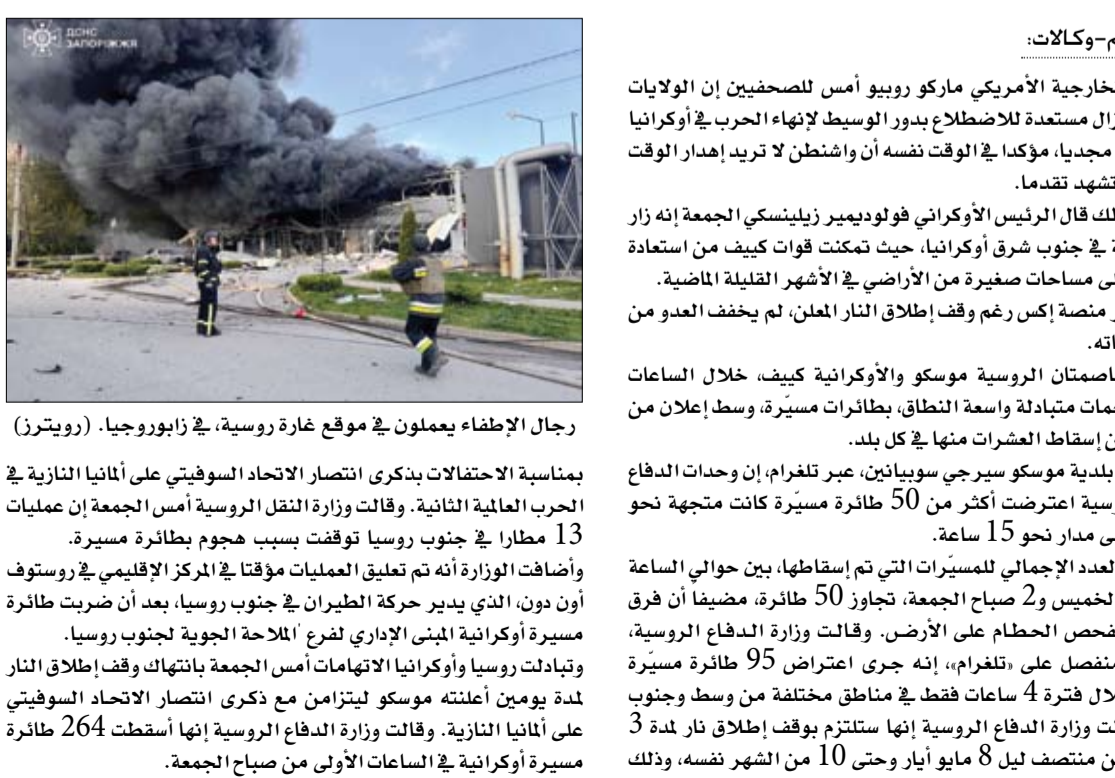 م-وكالات:
خارجية الأمريكي ماركو روبيو أمس للصحفيين إن الولايات
زال مستعدة للاضطلاع بدور الوسيط لإنهاء الحرب في أوكرانيا
مجديا، مؤكدا في الوقت نفسه أن واشنطن لا تريد إهدار الوقت
تشهد تقدما.
لك قال الرئيس الأوكراني فولوديمير زيلينسكي الجمعة إنه زار
ة في جنوب شرق أوكرانيا، حيث تمكنت قوات كييف من استعادة
لى مساحات صغيرة من الأراضي في الأشهر القليلة الماضية.
ر منصة إكس رغم وقف إطلاق النار المعلن، لم يخفف العدو من
اته.
عاصمتان الروسية موسكو والأوكرانية كييف، خلال الساعات
جمات متبادلة واسعة النطاق، بطائرات مسيّرة، وسط إعلان من
ن إسقاط العشرات منها في كل بلد.
بلدية موسكو سيرجي سوبيانين، عبر تلغرام، إن وحدات الدفاع
وسية اعترضت أكثر من 50 طائرة مسيّرة كانت متجهة نحو
لى مدار نحو 15 ساعة.
لعدد الإجمالي للمسيّرات التي تم إسقاطها، بين حوالي الساعة
الخميس و2 صباح الجمعة، تجاوز 50 طائرة، مضيفاً أن فرق
فحص الحطام على الأرض. وقالت وزارة الدفاع الروسية،
منفصل على «تلغرام»، إنه جرى اعتراض 95 طائرة مسيّرة
لال فترة 4 ساعات فقط في مناطق مختلفة من وسط وجنوب
لت وزارة الدفاع الروسية إنها ستلتزم بوقف إطلاق نار لمدة 3
ن منتصف ليل 8 مايو أيار وحتى 10 من الشهر نفسه، وذلك
ДСНС
ЗАПОРІЖЖЯ
رجال الإطفاء يعملون في موقع غارة روسية، في زابوروجيا. (رويترز)
بمناسبة الاحتفالات بذكرى انتصار الاتحاد السوفيتي على ألمانيا النازية في
الحرب العالمية الثانية. وقالت وزارة النقل الروسية أمس الجمعة إن عمليات
13 مطارا في جنوب روسيا توقفت بسبب هجوم بطائرة مسيرة.
وأضافت الوزارة أنه تم تعليق العمليات مؤقتا في المركز الإقليمي في روستوف
أون دون، الذي يدير حركة الطيران في جنوب روسيا، بعد أن ضربت طائرة
مسيرة أوكرانية المبنى الإداري لفرع 'الملاحة الجوية لجنوب روسيا.
وتبادلت روسيا وأوكرانيا الاتهامات أمس الجمعة بانتهاك وقف إطلاق النار
لمدة يومين أعلنته موسكو ليتزامن مع ذكرى انتصار الاتحاد السوفيتي
على ألمانيا النازية. وقالت وزارة الدفاع الروسية إنها أسقطت 264 طائرة
مسيرة أوكرانية في الساعات الأولى من صباح الجمعة.